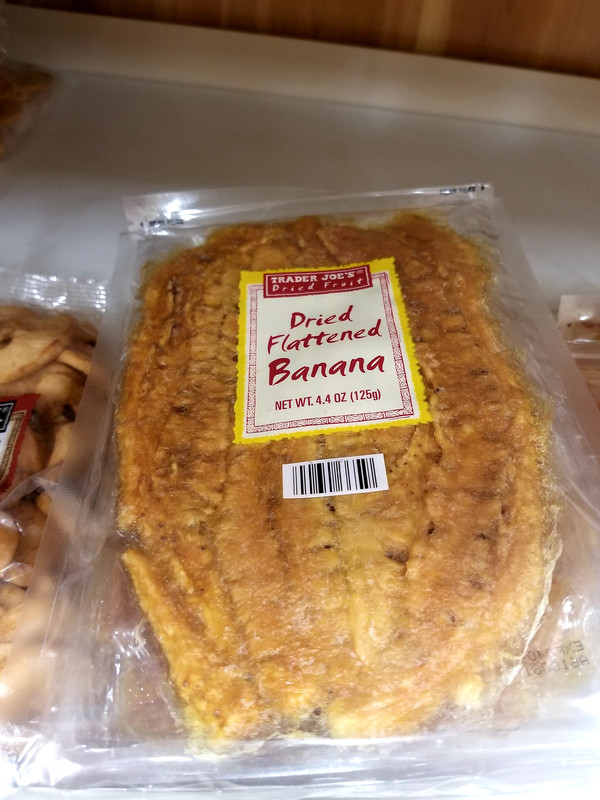 TRADER JOE'S®
Dried Fruit
Dried
Flattened
Banana
NET WT. 4.4 OZ (125g)